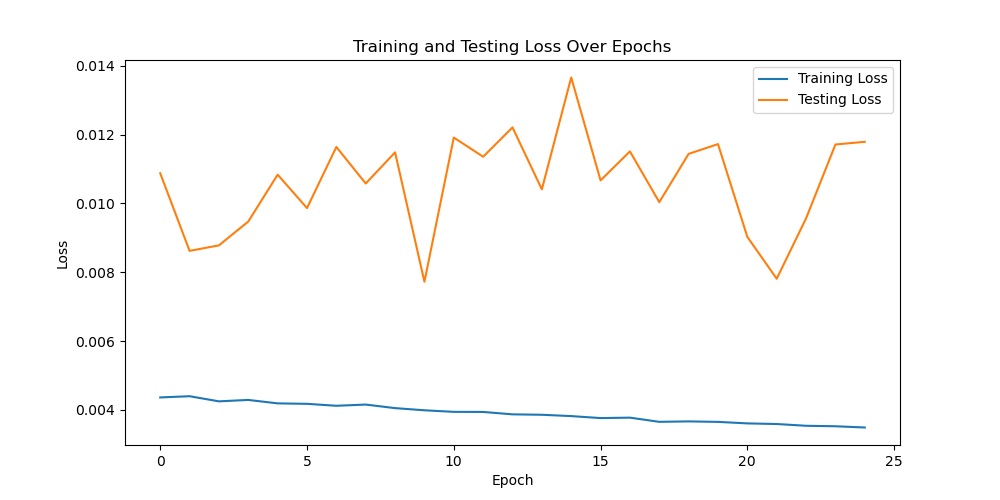 Training and Testing Loss Over Epochs
Training Loss
Testing Loss
Loss
0.014
0.012
0.010
0.008
0.006
0.004
0
5
10
15
20
25
Epoch